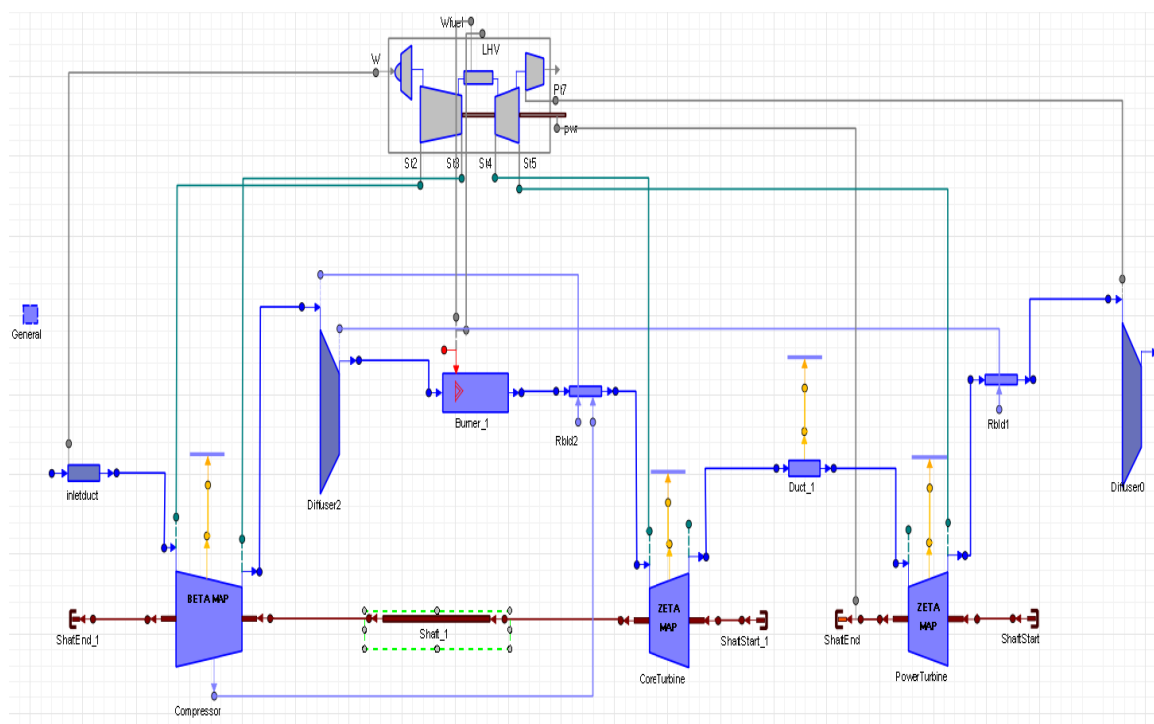 Wfuel
LHV
W
Pt7
pwr
St2
St3
St4
St5
General
Burner_1
Rbld2
Rbld1
inletduct
Diffuser2
Duct_1
Diffuser0
BETA MAP
ZETA
MAP
ZETA
MAP
ShaftEnd_1
Shaft_1
ShaftStart_1
ShaftEnd
ShaftStart
CoreTurbine
PowerTurbine
Compressor